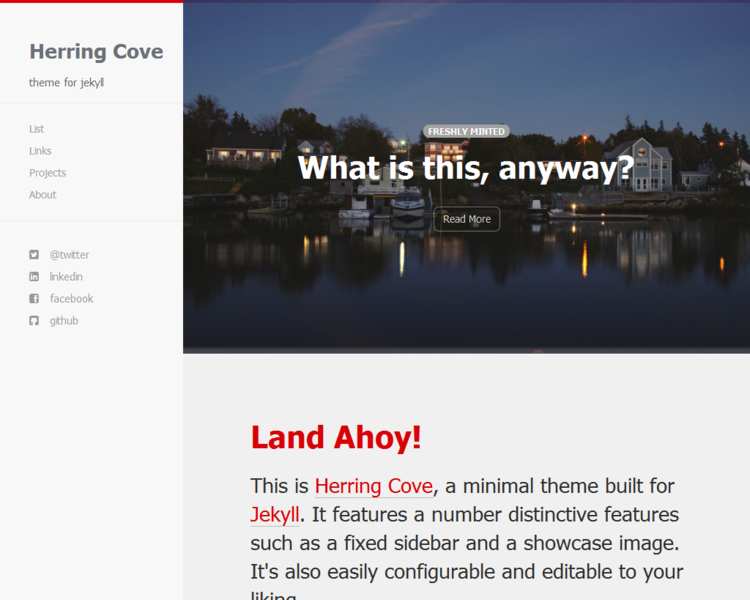 Herring Cove
theme for jekyll
List
Links
Projects
About
@twitter
linkedin
facebook
github
FRESHLY MINTED
What is this, anyway?
Read More
Land Ahoy!
This is Herring Cove, a minimal theme built for
Jekyll. It features a number distinctive features
such as a fixed sidebar and a showcase image.
It's also easily configurable and editable to your
liking